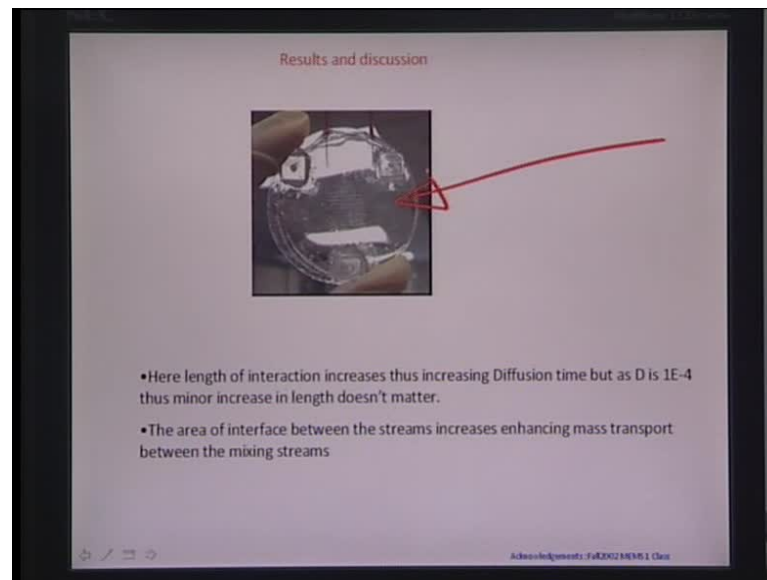 Results and discussion
•Here length of interaction increases thus increasing Diffusion time but as D is 1E-4
thus minor increase in length doesn't matter.
•The area of interface between the streams increases enhancing mass transport
between the mixing streams
Acknowledgements: Fall2002 MEMS1 Class